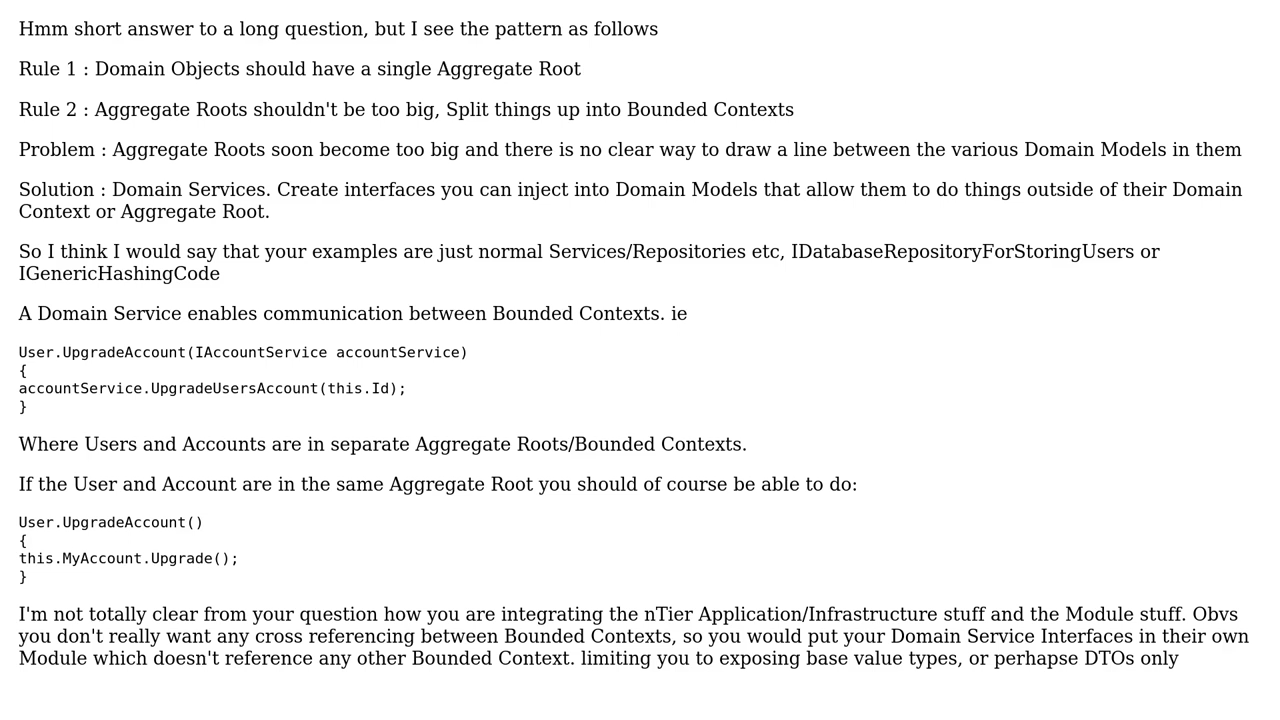 Hmm short answer to a long question, but I see the pattern as follows
Rule 1 : Domain Objects should have a single Aggregate Root
Rule 2 : Aggregate Roots shouldn't be too big, Split things up into Bounded Contexts
Problem : Aggregate Roots soon become too big and there is no clear way to draw a line between the various Domain Models in them
Solution : Domain Services. Create interfaces you can inject into Domain Models that allow them to do things outside of their Domain
Context or Aggregate Root.
So I think I would say that your examples are just normal Services/Repositories etc, IDatabaseRepositoryForStoringUsers or
IGenericHashingCode
A Domain Service enables communication between Bounded Contexts. ie
User.UpgradeAccount(IAccountService accountService)
{
accountService.UpgradeUsersAccount(this.Id);
}
Where Users and Accounts are in separate Aggregate Roots/Bounded Contexts.
If the User and Account are in the same Aggregate Root you should of course be able to do:
User.UpgradeAccount()
{
this.MyAccount.Upgrade();
}
I'm not totally clear from your question how you are integrating the nTier Application/Infrastructure stuff and the Module stuff. Obvs
you don't really want any cross referencing between Bounded Contexts, so you would put your Domain Service Interfaces in their own
Module which doesn't reference any other Bounded Context. limiting you to exposing base value types, or perhapse DTOs only